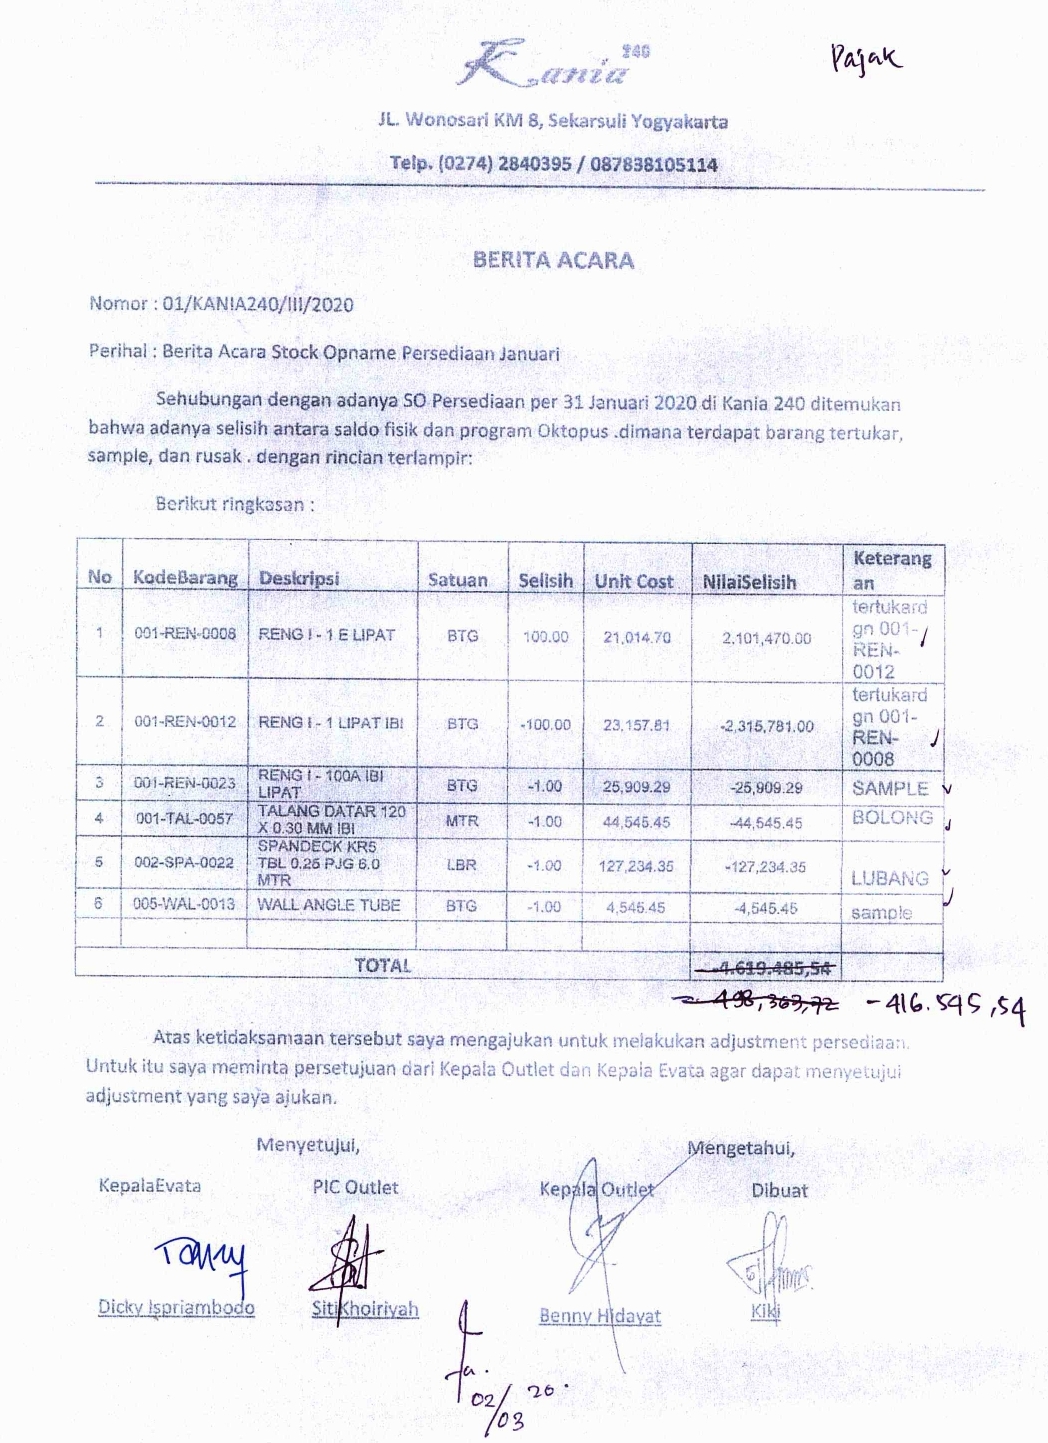 Kania 240
Pajak
JL. Wonosari KM 8, Sekarsuli Yogyakarta
Telp. (0274) 2840395 / 087838105114
BERITA ACARA
Nomor : 01/KANIA240/III/2020
Perihal : Berita Acara Stock Opname Persediaan Januari
Sehubungan dengan adanya SO Persediaan per 31 Januari 2020 di Kania 240 ditemukan
bahwa adanya selisih antara saldo fisik dan program Oktopus .dimana terdapat barang tertukar,
sample, dan rusak . dengan rincian terlampir:
Berikut ringkasan :
No KodeBarang Deskripsi Satuan Selisih Unit Cost NilaiSelisih Keterang
an
1 001-REN-0008 RENG I - 1 E LIPAT BTG 100.00 21,014.70 2,101,470.00 tertukard
gn 001-
REN-
0012
2 001-REN-0012 RENG I - 1 LIPAT IBI BTG -100.00 23,157.81 -2,315,781.00 tertukard
gn 001-
REN-
0008
3 001-REN-0023 RENG I - 100A IBI
LIPAT BTG -1.00 25,909.29 -25,909.29 SAMPLE
4 001-TAL-0057 TALANG DATAR 120
X 0.30 MM IBI MTR -1.00 44,545.45 -44,545.45 BOLONG
5 002-SPA-0022 SPANDECK KR5
TBL 0.25 PJG 6.0
MTR LBR -1.00 127,234.35 -127,234.35 LUBANG
6 005-WAL-0013 WALL ANGLE TUBE BTG -1.00 4,545.45 -4,545.45 sample
TOTAL -4.619.485,54
- 498,363,72 -416.545,54
Atas ketidaksamaan tersebut saya mengajukan untuk melakukan adjustment persediaan.
Untuk itu saya meminta persetujuan dari Kepala Outlet dan Kepala Evata agar dapat menyetujui
adjustment yang saya ajukan.
Menyetujui, Mengetahui,
KepalaEvata PIC Outlet Kepala Outlet Dibuat
Dicky Ispriambodo SitiKhoiriyah Benny Hidayat Kiki
02/03 20.